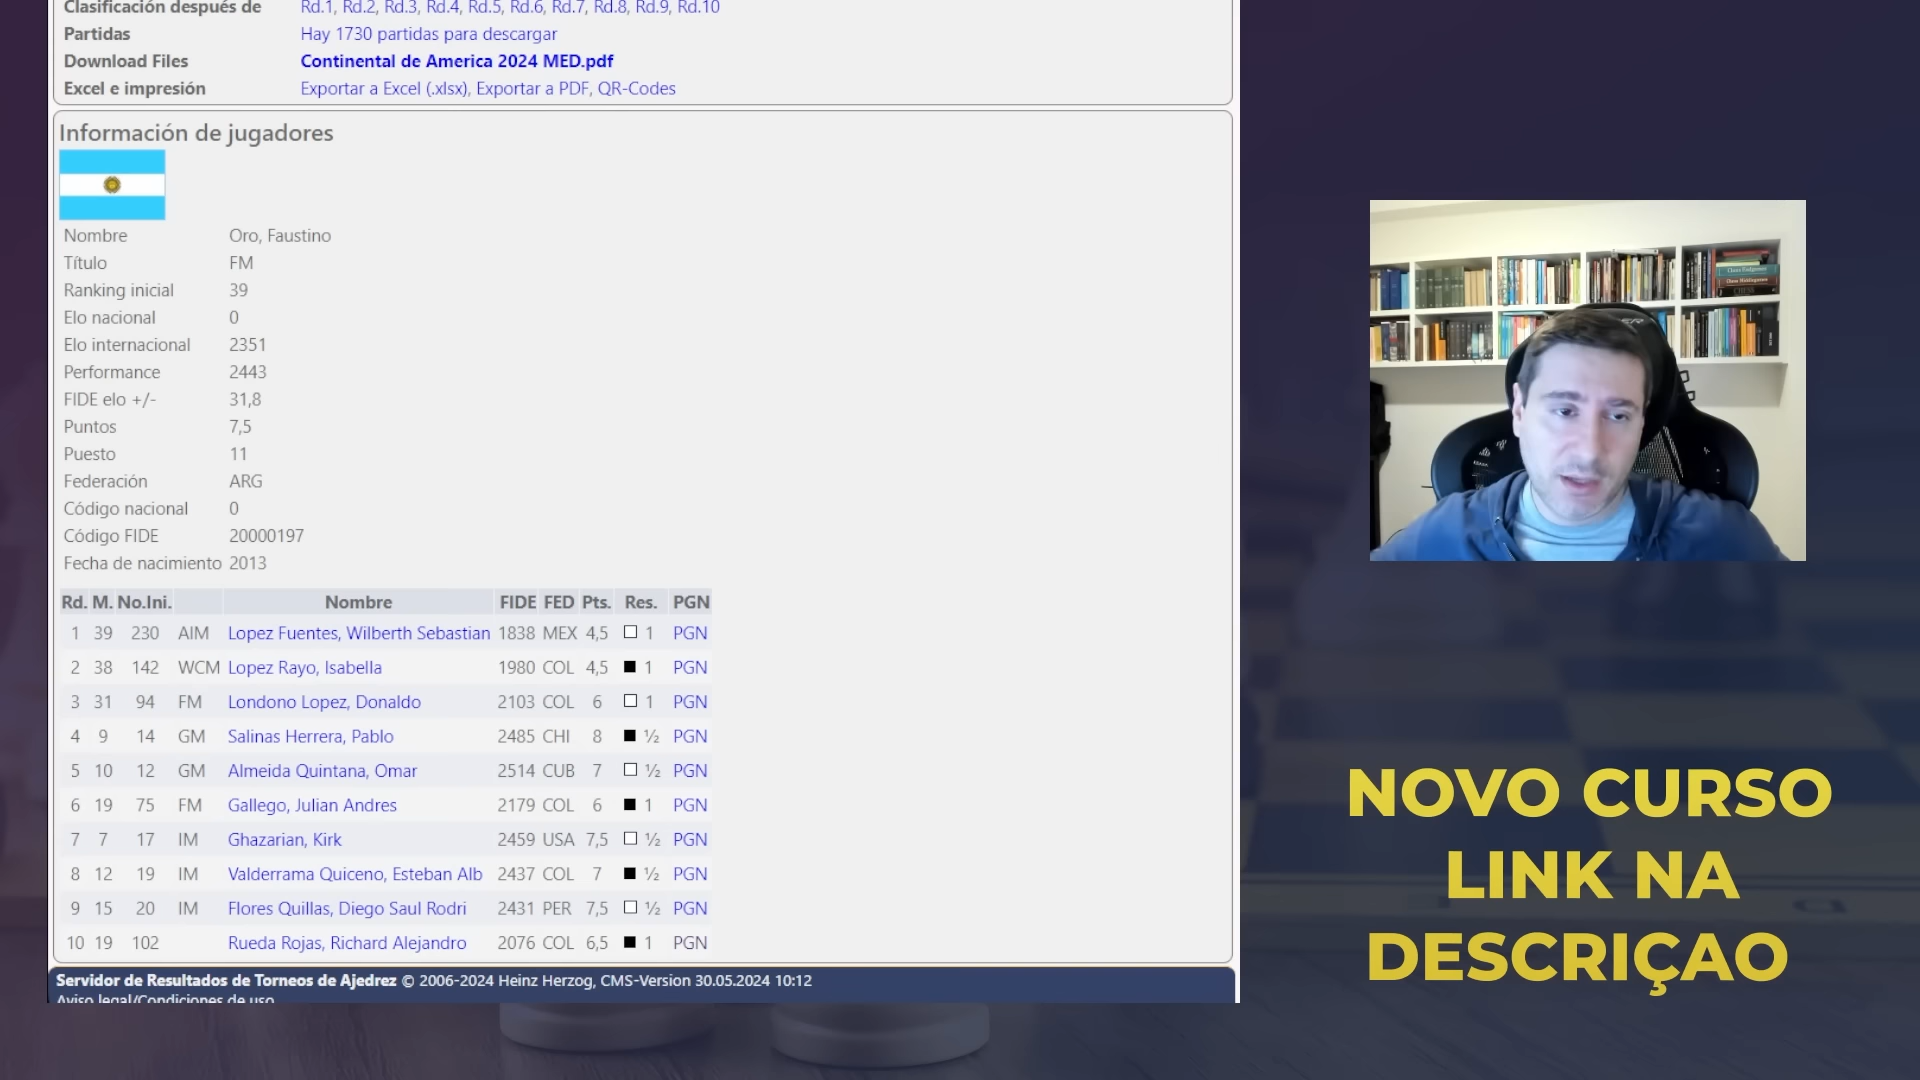 Clasificación después de Rd.1, Rd.2, Rd.3, Rd.4, Rd.5, Rd.6, Rd.7, Rd.8, Rd.9, Rd.10
Partidas Hay 1730 partidas para descargar
Download Files Continental de America 2024 MED.pdf
Excel e impresión Exportar a Excel (.xlsx), Exportar a PDF, QR-Codes
Información de jugadores
Nombre Oro, Faustino
Título FM
Ranking inicial 39
Elo nacional 0
Elo internacional 2351
Performance 2443
FIDE elo +/- 31,8
Puntos 7,5
Puesto 11
Federación ARG
Código nacional 0
Código FIDE 20000197
Fecha de nacimiento 2013
Rd. M. No.Ini. Nombre FIDE FED Pts. Res. PGN
1 39 230 AIM Lopez Fuentes, Wilberth Sebastian 1838 MEX 4,5 1 PGN
2 38 142 WCM Lopez Rayo, Isabella 1980 COL 4,5 1 PGN
3 31 94 FM Londono Lopez, Donaldo 2103 COL 6 1 PGN
4 9 14 GM Salinas Herrera, Pablo 2485 CHI 8 ½ PGN
5 10 12 GM Almeida Quintana, Omar 2514 CUB 7 ½ PGN
6 19 75 FM Gallego, Julian Andres 2179 COL 6 1 PGN
7 7 17 IM Ghazarian, Kirk 2459 USA 7,5 ½ PGN
8 12 19 IM Valderrama Quiceno, Esteban Alb 2437 COL 7 ½ PGN
9 15 20 IM Flores Quillas, Diego Saul Rodri 2431 PER 7,5 ½ PGN
10 19 102 Rueda Rojas, Richard Alejandro 2076 COL 6,5 1 PGN
Servidor de Resultados de Torneos de Ajedrez © 2006-2024 Heinz Herzog, CMS-Version 30.05.2024 10:12
Aviso legal/Condiciones de uso
NOVO CURSO
LINK NA
DESCRIÇAO